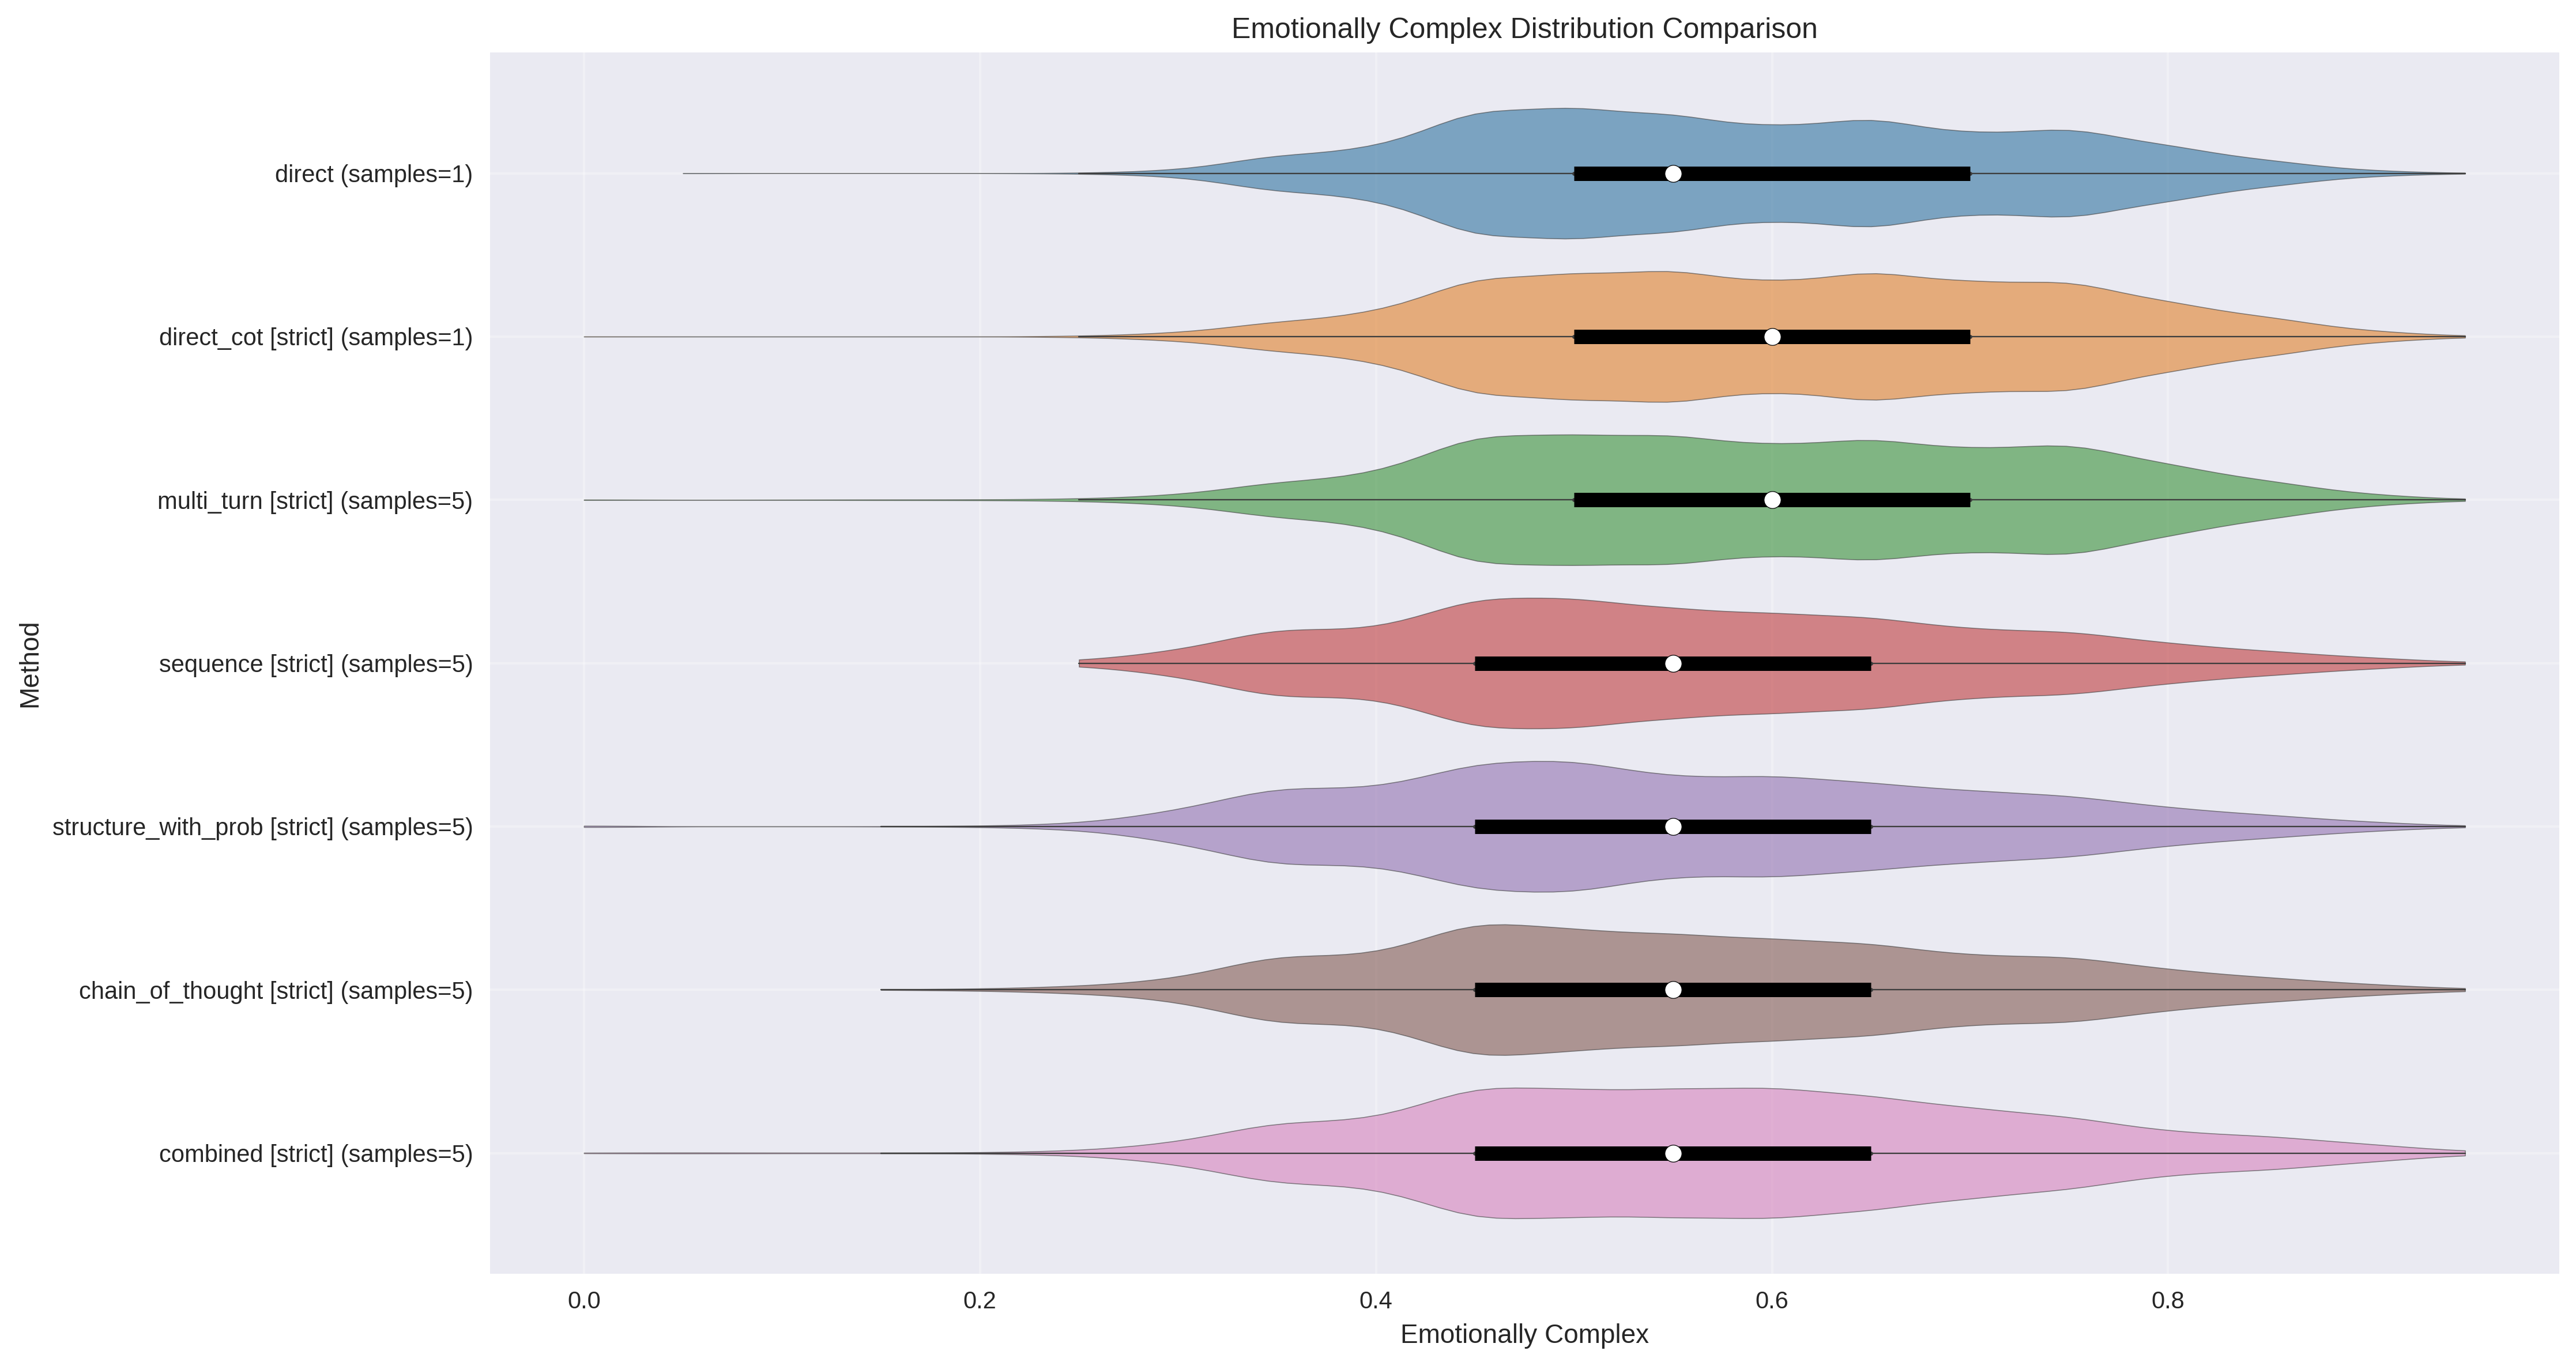 Emotionally Complex Distribution Comparison
Method
direct (samples=1)
direct_cot [strict] (samples=1)
multi_turn [strict] (samples=5)
sequence [strict] (samples=5)
structure_with_prob [strict] (samples=5)
chain_of_thought [strict] (samples=5)
combined [strict] (samples=5)
0.0 0.2 0.4 0.6 0.8
Emotionally Complex